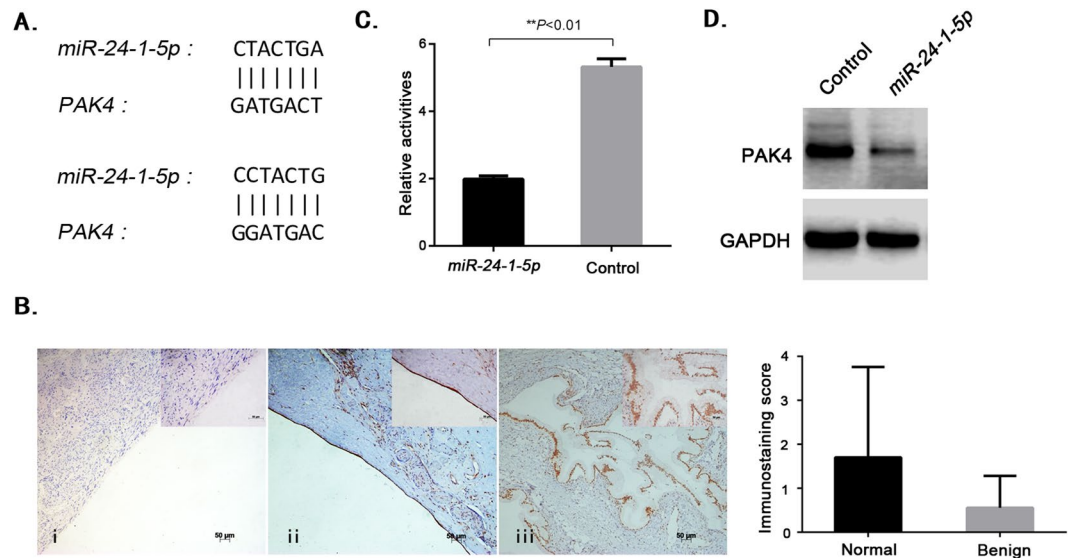 A.
miR-24-1-5p : CTACTGA
PAK4 : GATGACT
miR-24-1-5p : CCTACTG
PAK4 : GGATGAC
C.
**P<0.01
Relative activitives
6
4
2
0
miR-24-1-5p Control
D.
Control miR-24-1-5p
PAK4
GAPDH
B.
i 50 µm
ii 50 µm
iii 50 µm
Immunostaining score
4
3
2
1
0
Normal Benign